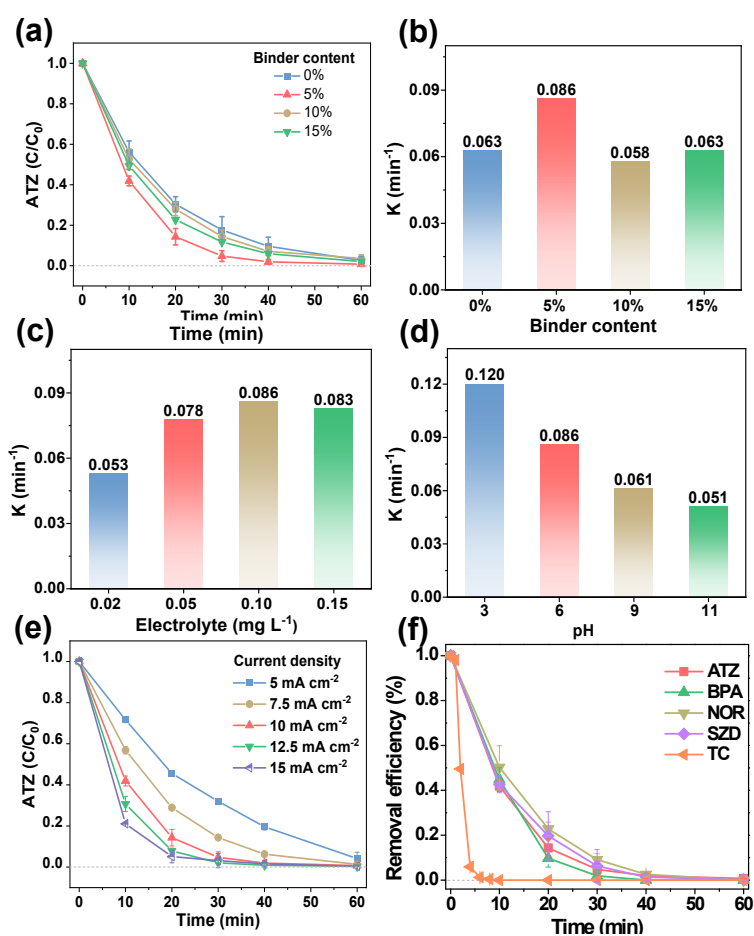 (a)
Binder content
0%
5%
10%
15%
ATZ (C/C₀)
1.0
0.8
0.6
0.4
0.2
0.0
0 10 20 30 40 50 60
Time (min)
Time (min)
(b)
K (min⁻¹)
0.09
0.06
0.03
0.00
0.063
0.086
0.058
0.063
0% 5% 10% 15%
Binder content
(c)
K (min⁻¹)
0.09
0.06
0.03
0.00
0.053
0.078
0.086
0.083
0.02 0.05 0.10 0.15
Electrolyte (mg L⁻¹)
(d)
K (min⁻¹)
0.12
0.09
0.06
0.03
0.00
0.120
0.086
0.061
0.051
3 6 9 11
pH
(e)
Current density
5 mA cm⁻²
7.5 mA cm⁻²
10 mA cm⁻²
12.5 mA cm⁻²
15 mA cm⁻²
ATZ (C/C₀)
1.0
0.8
0.6
0.4
0.2
0.0
0 10 20 30 40 50 60
Time (min)
(f)
ATZ
BPA
NOR
SZD
TC
Removal efficiency (%)
1.0
0.8
0.6
0.4
0.2
0.0
0 10 20 30 40 50 60
Time (min)